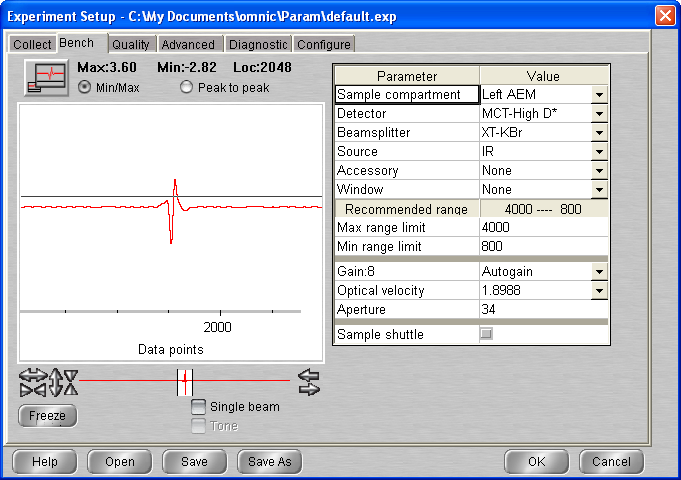 Experiment Setup - C:\My Documents\omnic\Param\default.exp
Collect Bench Quality Advanced Diagnostic Configure
Max:3.60 Min:-2.82 Loc:2048
Min/Max Peak to peak
2000
Data points
Freeze
Single beam
Tone
Parameter Value
Sample compartment Left AEM
Detector MCT-High D*
Beamsplitter XT-KBr
Source IR
Accessory None
Window None
Recommended range 4000 ---- 800
Max range limit 4000
Min range limit 800
Gain:8 Autogain
Optical velocity 1.8988
Aperture 34
Sample shuttle
Help Open Save Save As OK Cancel